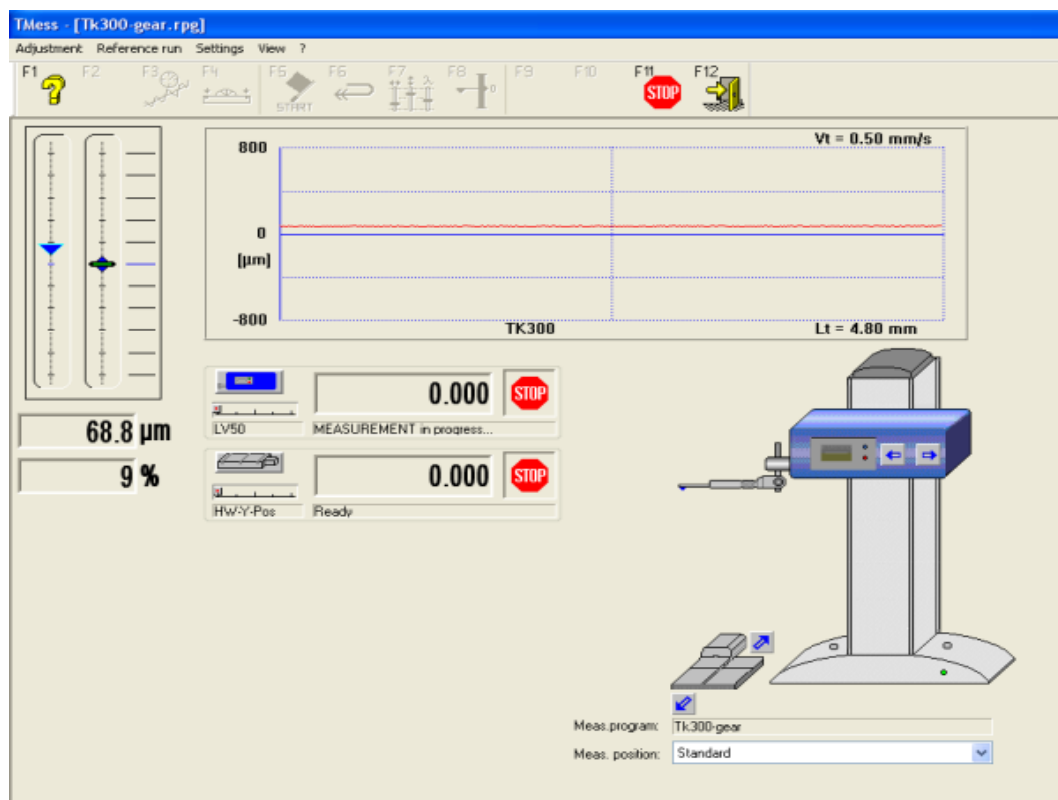 TMess - [Tk300-gear.rpg]
Adjustment Reference run Settings View ?
F1 F2 F3 F4 F5 F6 F7 F8 F9 F10 F11 F12
START 0 STOP
800 Vt = 0.50 mm/s
0
[µm]
-800 TK300 Lt = 4.80 mm
0.000 STOP
LV50 MEASUREMENT in progress...
68.8 µm
0.000 STOP
9 %
HW-Y-Pos Ready
Meas.program: Tk300-gear
Meas. position: Standard